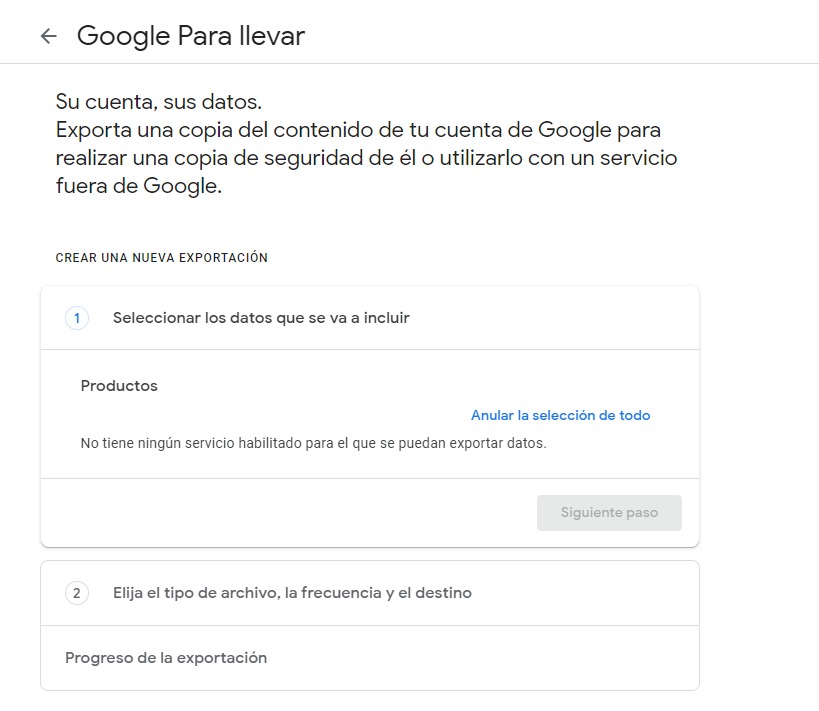 Google Para llevar
Su cuenta, sus datos.
Exporta una copia del contenido de tu cuenta de Google para
realizar una copia de seguridad de él o utilizarlo con un servicio
fuera de Google.
CREAR UNA NUEVA EXPORTACIÓN
1 Seleccionar los datos que se va a incluir
Productos
Anular la selección de todo
No tiene ningún servicio habilitado para el que se puedan exportar datos.
Siguiente paso
2 Elija el tipo de archivo, la frecuencia y el destino
Progreso de la exportación